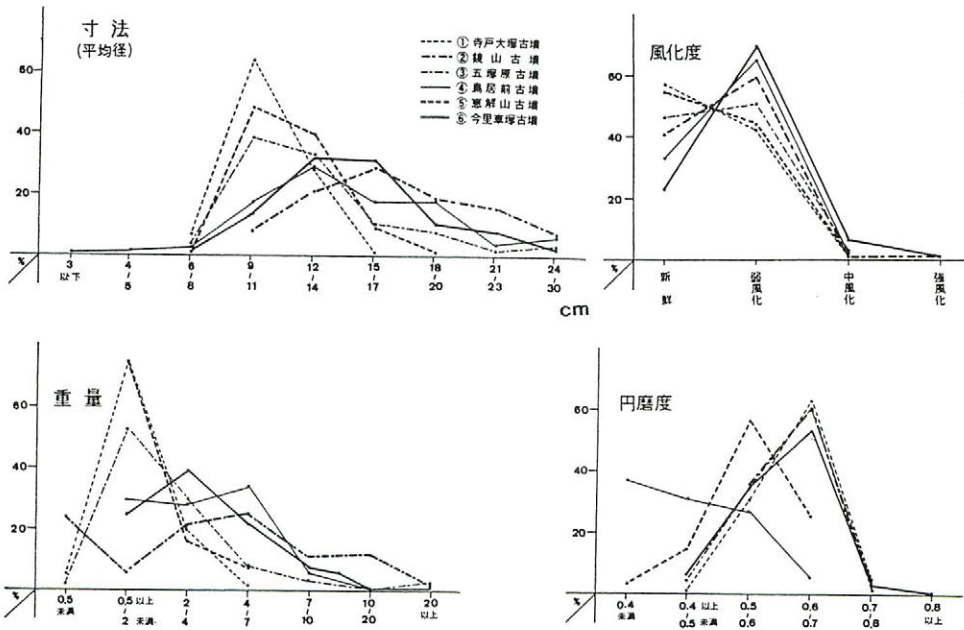 寸法
(平均径)
60
40
20
%
3
以下
4
~
5
6
~
8
9
~
11
12
~
14
15
~
17
18
~
20
21
~
23
24
~
30
cm
① 寺戸大塚古墳
② 鏡山古墳
③ 五塚原古墳
④ 鳥居前古墳
⑤ 恵解山古墳
⑥ 今里車塚古墳
風化度
60
40
20
%
新鮮
弱風化
中風化
強風化
重量
60
40
20
%
0.5
未満
0.5 以上
~
2 未満
2
~
4
4
~
7
7
~
10
10
~
20
20
以上
円磨度
60
40
20
%
0.4
未満
0.4 以上
~
0.5 未満
0.5
~
0.6
0.6
~
0.7
0.7
~
0.8
0.8
以上